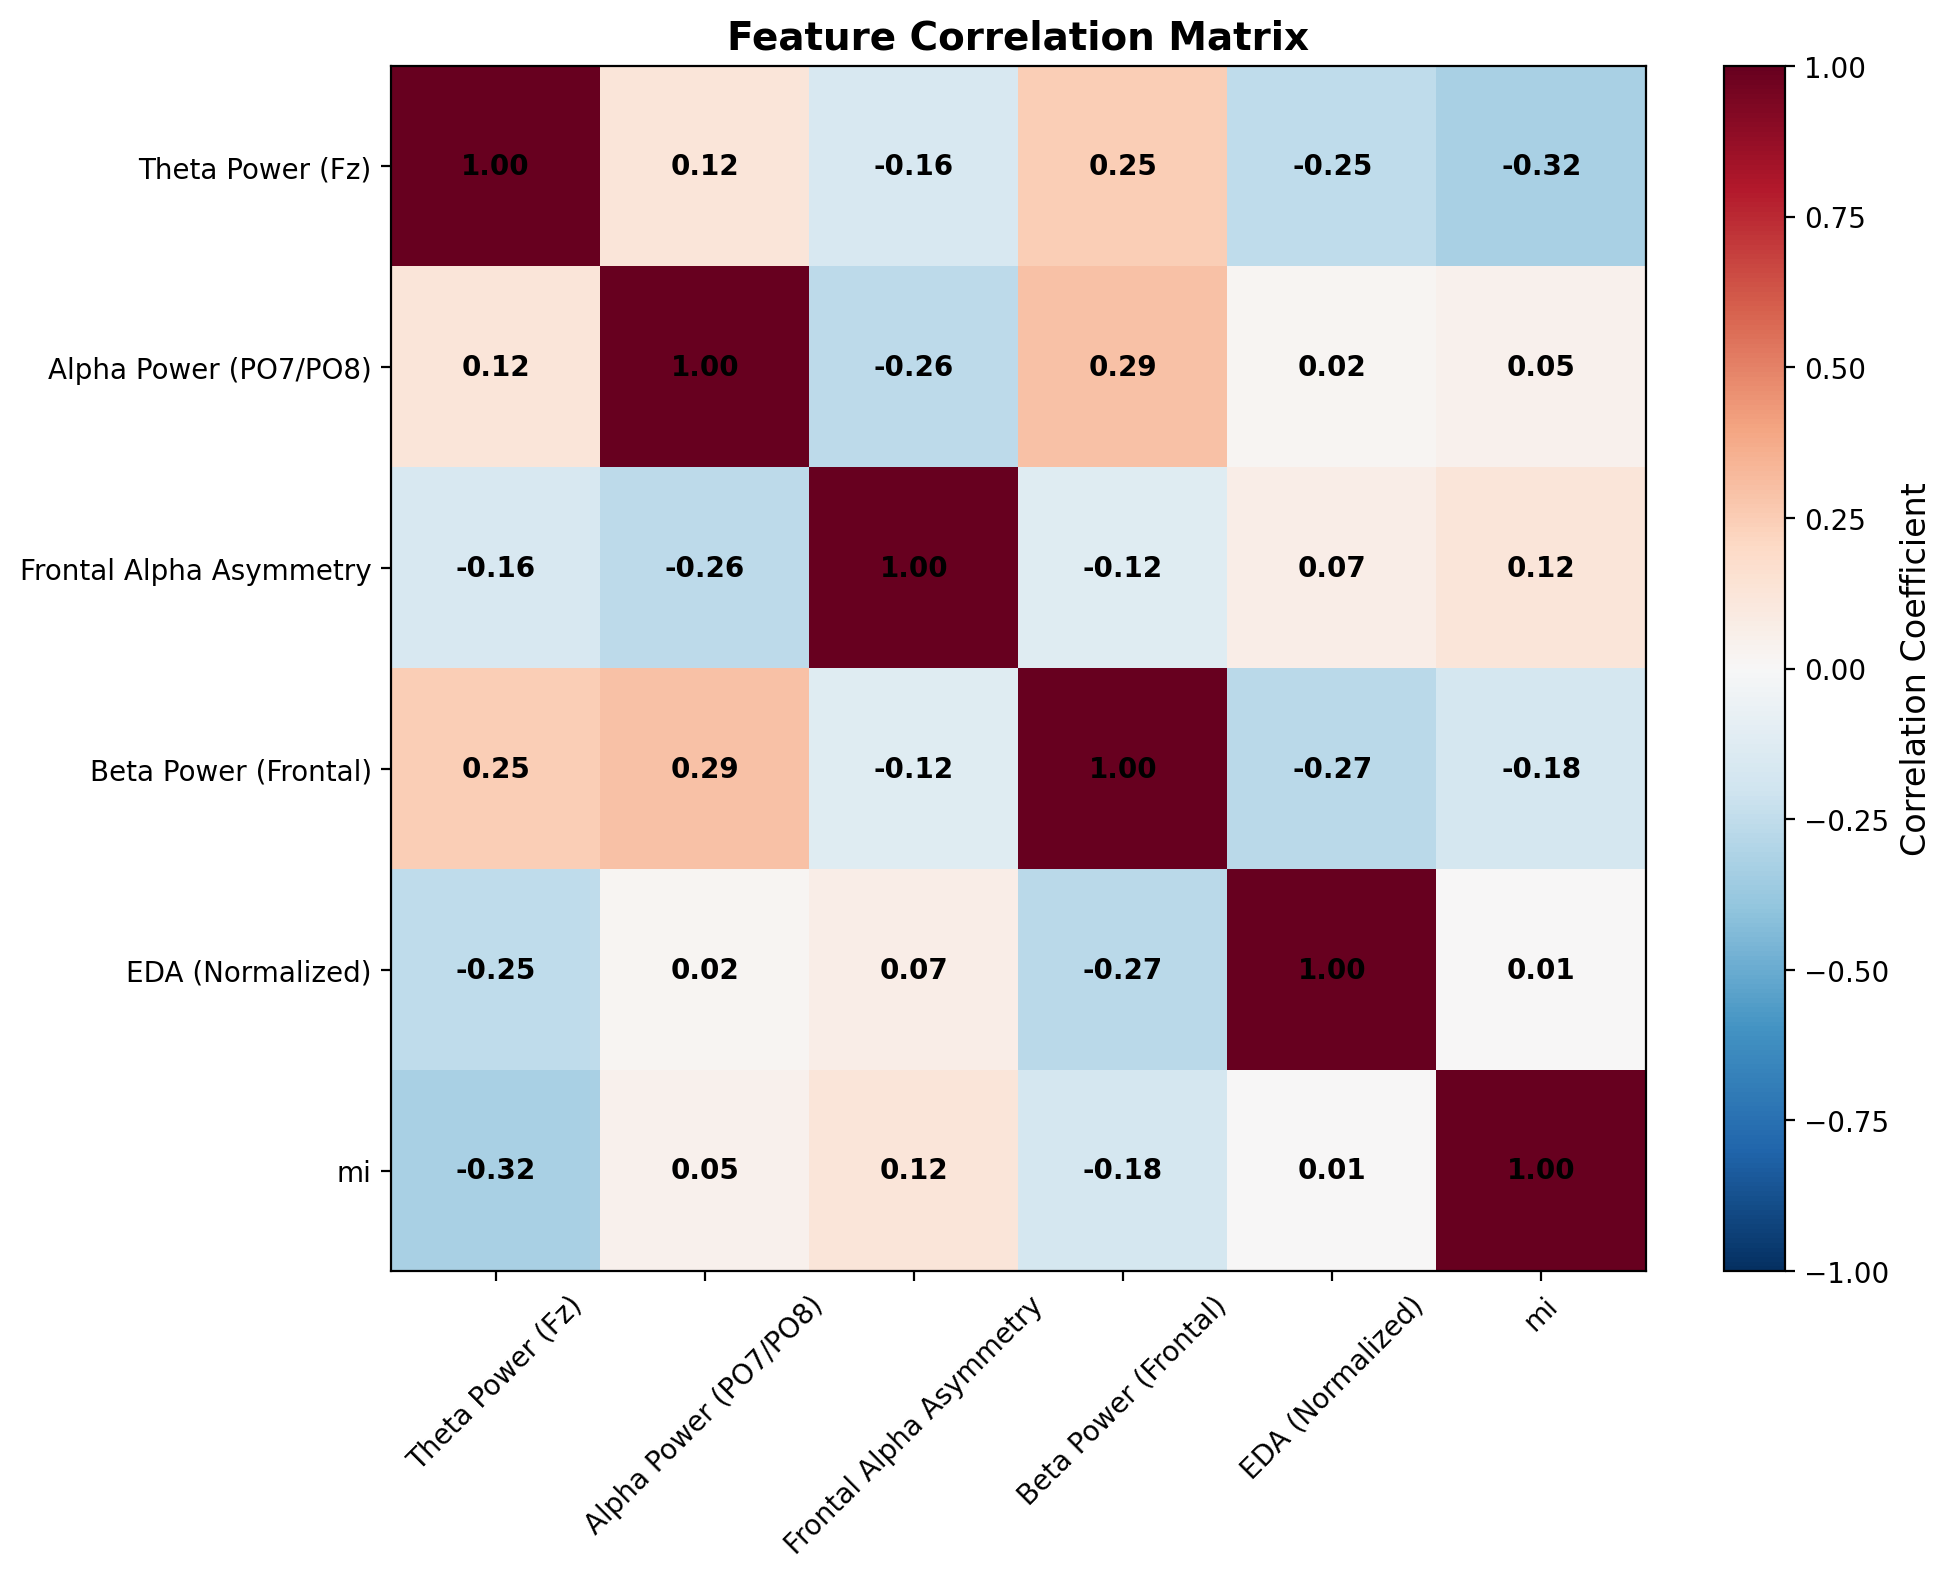 Feature Correlation Matrix
Theta Power (Fz) 1.00 0.12 -0.16 0.25 -0.25 -0.32
Alpha Power (PO7/PO8) 0.12 1.00 -0.26 0.29 0.02 0.05
Frontal Alpha Asymmetry -0.16 -0.26 1.00 -0.12 0.07 0.12
Beta Power (Frontal) 0.25 0.29 -0.12 1.00 -0.27 -0.18
EDA (Normalized) -0.25 0.02 0.07 -0.27 1.00 0.01
mi -0.32 0.05 0.12 -0.18 0.01 1.00
Theta Power (Fz)
Alpha Power (PO7/PO8)
Frontal Alpha Asymmetry
Beta Power (Frontal)
EDA (Normalized)
mi
1.00
0.75
0.50
0.25
0.00
−0.25
−0.50
−0.75
−1.00
Correlation Coefficient